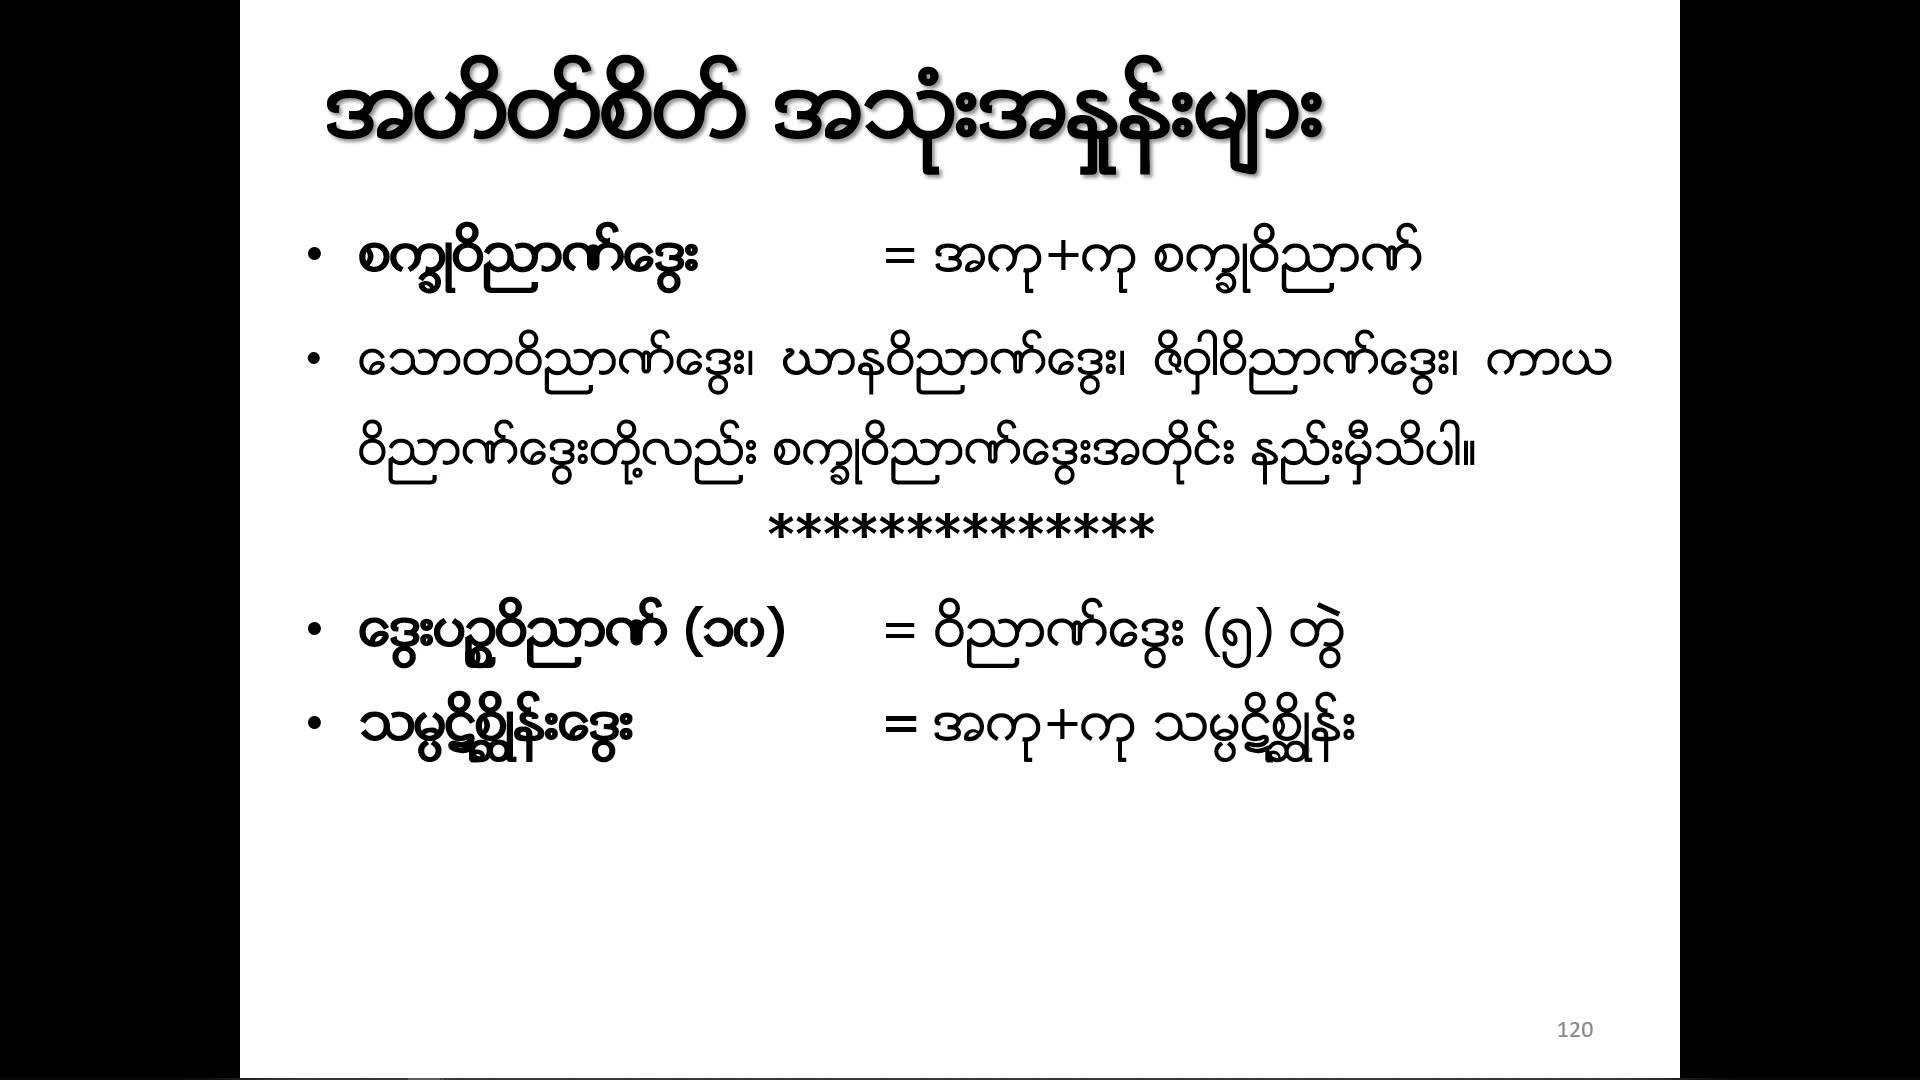 အဟိတ်စိတ် အသုံးအနှုန်းများ
• စက္ခုဝိညာဏ်ဒွေး = အကု+ကု စက္ခုဝိညာဏ်
• သောတဝိညာဏ်ဒွေး၊ ဃာနဝိညာဏ်ဒွေး၊ ဇိဝှါဝိညာဏ်ဒွေး၊ ကာယ
ဝိညာဏ်ဒွေးတို့လည်း စက္ခုဝိညာဏ်ဒွေးအတိုင်း နည်းမှီသိပါ။
**************
• ဒွေးပဉ္စဝိညာဏ် (၁၀) = ဝိညာဏ်ဒွေး (၅) တွဲ
• သမ္ပဋိစ္ဆိုန်းဒွေး = အကု+ကု သမ္ပဋိစ္ဆိုန်း
120